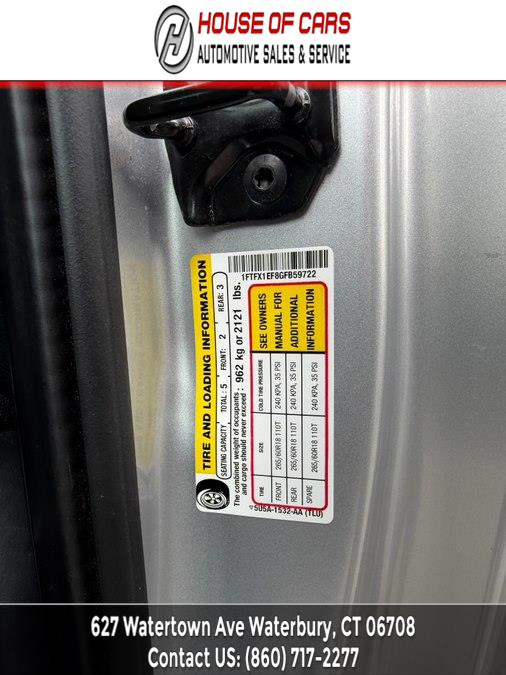 HOUSE OF CARS
AUTOMOTIVE SALES & SERVICE
1FTFX1EF8GFB59722
TIRE AND LOADING INFORMATION
SEATING CAPACITY TOTAL: 5 FRONT: 2 REAR: 3
The combined weight of occupants
and cargo should never exceed: 962 kg or 2121 lbs.
TIRE SIZE COLD TIRE PRESSURE SEE OWNERS
FRONT 265/60R18 110T 240 KPA, 35 PSI MANUAL FOR
REAR 265/60R18 110T 240 KPA, 35 PSI ADDITIONAL
SPARE 265/60R18 110T 240 KPA, 35 PSI INFORMATION
5U5A-1532-AA (TL0)
627 Watertown Ave Waterbury, CT 06708
Contact US: (860) 717-2277